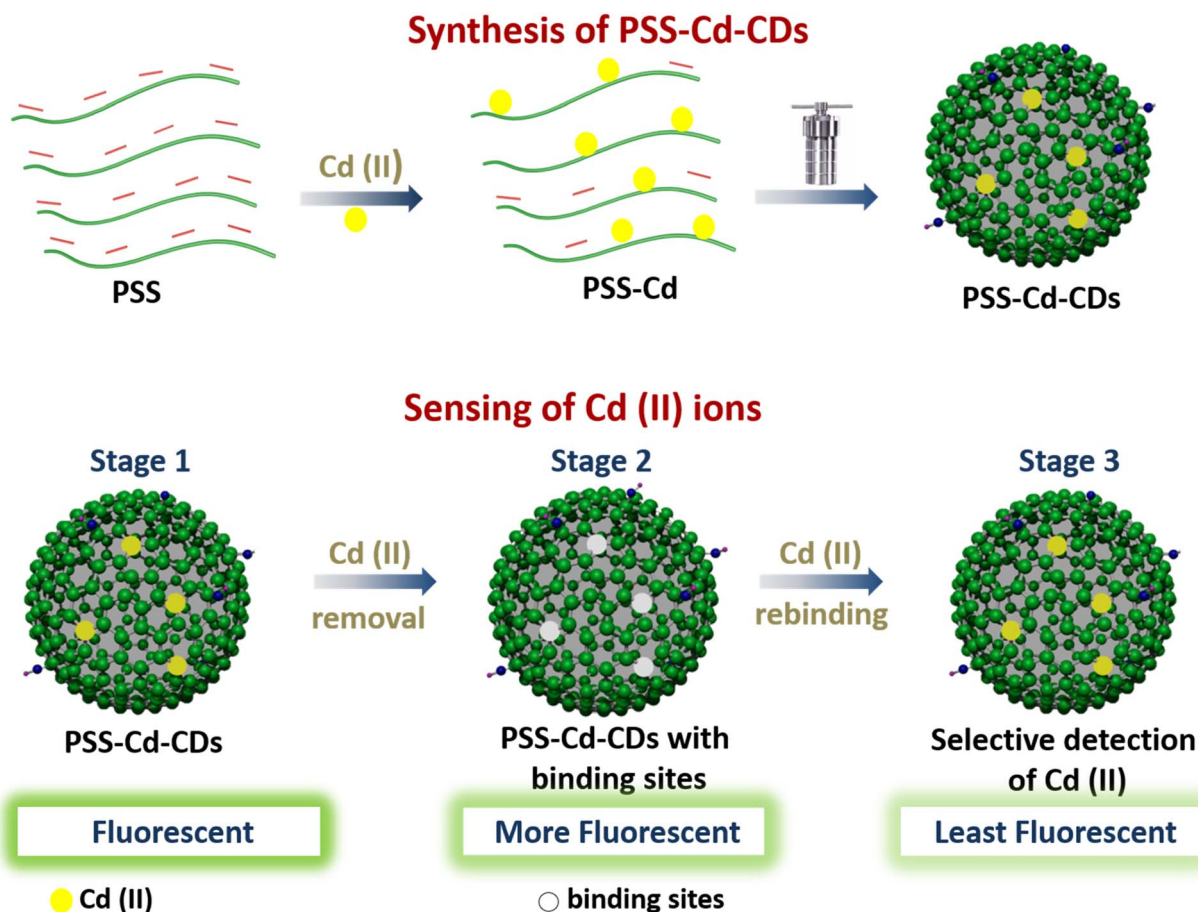 Synthesis of PSS-Cd-CDs
Cd (II)
PSS
PSS-Cd
PSS-Cd-CDs
Sensing of Cd (II) ions
Stage 1
Stage 2
Stage 3
Cd (II)
removal
Cd (II)
rebinding
PSS-Cd-CDs
PSS-Cd-CDs with
binding sites
Selective detection
of Cd (II)
Fluorescent
More Fluorescent
Least Fluorescent
Cd (II)
binding sites